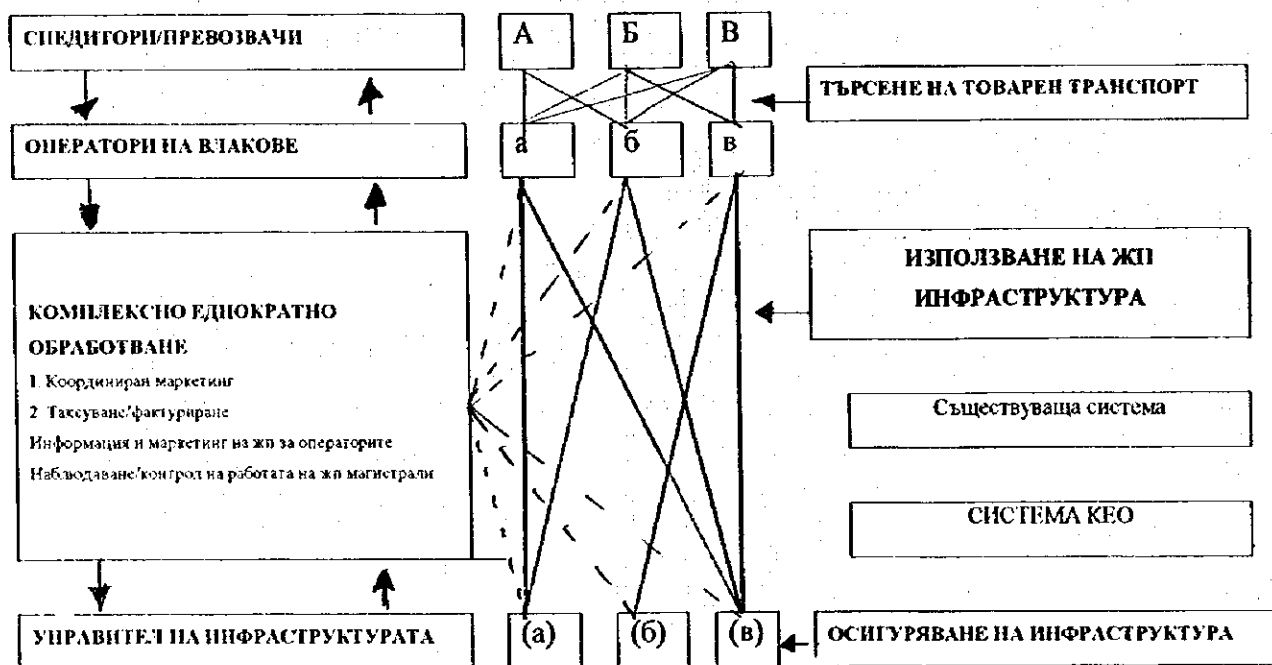 СПЕДИТОРИ/ПРЕВОЗВАЧИ
А
Б
В
ТЪРСЕНЕ НА ТОВАРЕН ТРАНСПОРТ
ОПЕРАТОРИ НА ВЛАКОВЕ
а
б
в
КОМПЛЕКСНО ЕДНОКРАТНО
ОБРАБОТВАНЕ
1. Координиран маркетинг
2. Таксуване/фактуриране
Информация и маркетинг на жп за операторите
Наблюдаване/контрол на работата на жп магистрали
ИЗПОЛЗВАНЕ НА ЖП
ИНФРАСТРУКТУРА
Съществуваща система
СИСТЕМА КЕО
УПРАВИТЕЛ НА ИНФРАСТРУКТУРАТА
(а)
(б)
(в)
ОСИГУРЯВАНЕ НА ИНФРАСТРУКТУРА